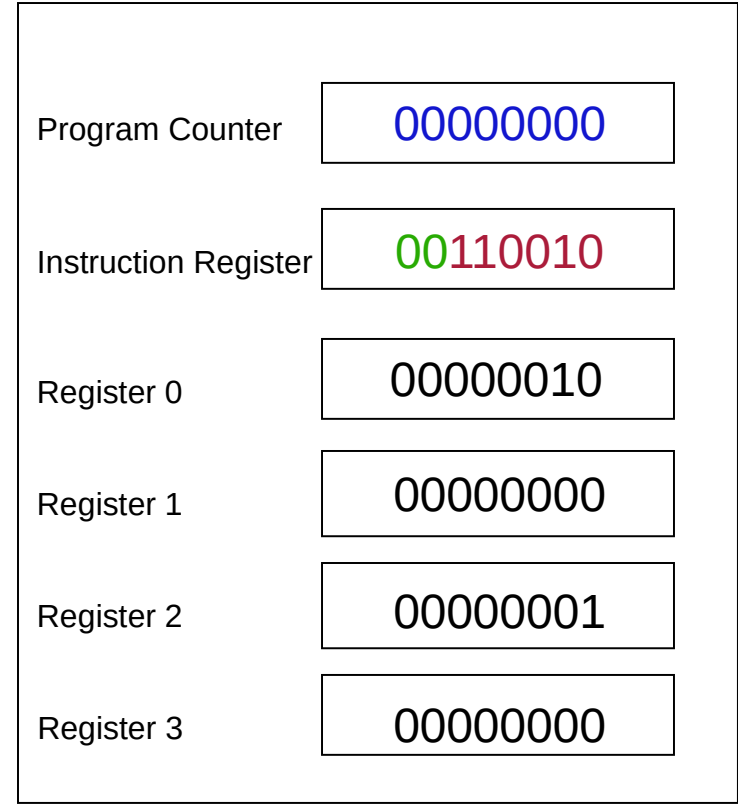 Program Counter 00000000
Instruction Register 00110010
Register 0 00000010
Register 1 00000000
Register 2 00000001
Register 3 00000000